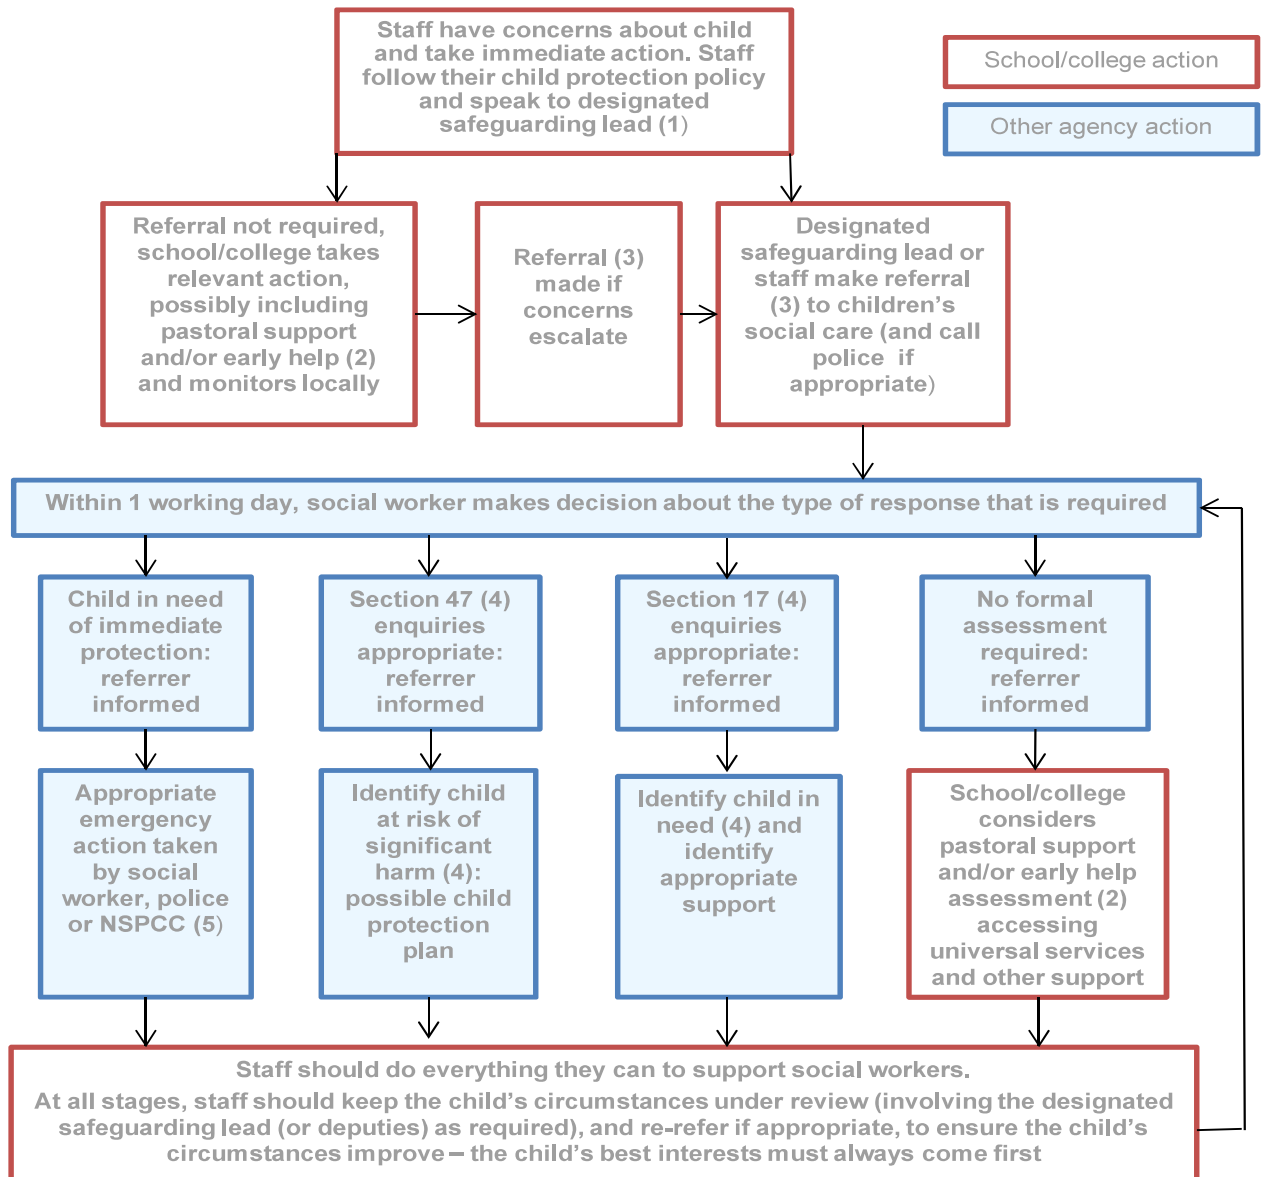 Staff have concerns about child
and take immediate action. Staff
follow their child protection policy
and speak to designated
safeguarding lead (1)
School/college action
Other agency action
Referral not required,
school/college takes
relevant action,
possibly including
pastoral support
and/or early help (2)
and monitors locally
Referral (3)
made if
concerns
escalate
Designated
safeguarding lead or
staff make referral
(3) to children’s
social care (and call
police if
appropriate)
Within 1 working day, social worker makes decision about the type of response that is required
Child in need
of immediate
protection:
referrer
informed
Section 47 (4)
enquiries
appropriate:
referrer
informed
Section 17 (4)
enquiries
appropriate:
referrer
informed
No formal
assessment
required:
referrer
informed
Appropriate
emergency
action taken
by social
worker, police
or NSPCC (5)
Identify child
at risk of
significant
harm (4):
possible child
protection
plan
Identify child in
need (4) and
identify
appropriate
support
School/college
considers
pastoral support
and/or early help
assessment (2)
accessing
universal services
and other support
Staff should do everything they can to support social workers.
At all stages, staff should keep the child’s circumstances under review (involving the designated
safeguarding lead (or deputies) as required), and re-refer if appropriate, to ensure the child’s
circumstances improve – the child’s best interests must always come first